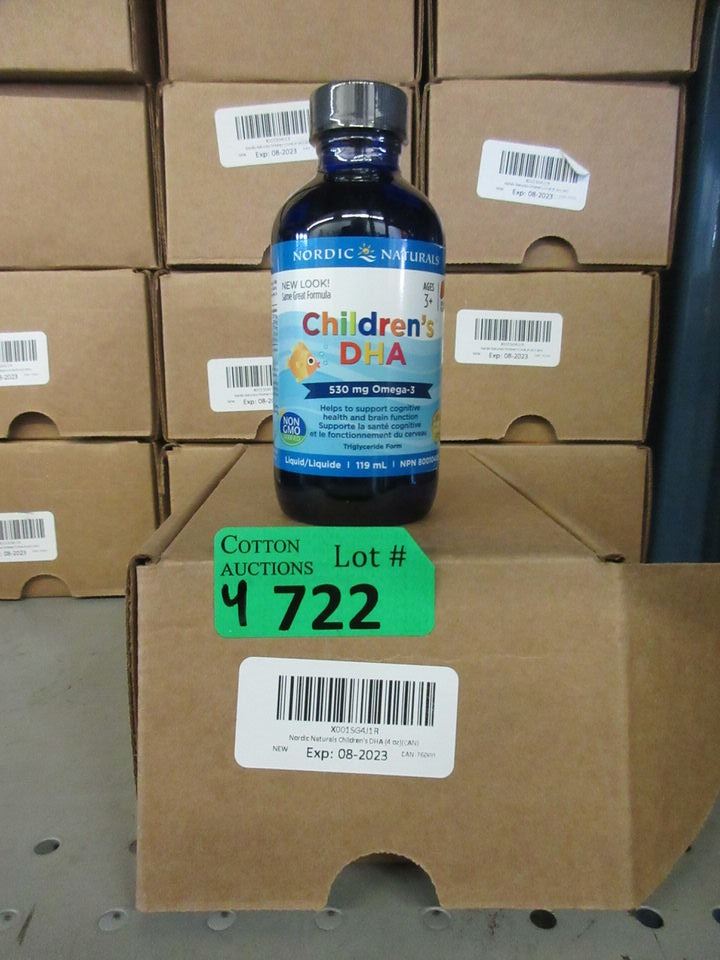 Exp: 08-2023
Exp: 08-2023
NORDIC NATURALS
NEW LOOK!
Same Great Formula
AGES
3+
Children's
DHA
530 mg Omega-3
Helps to support cognitive
health and brain function
Supporte la santé cognitive
et le fonctionnement du cerveau
Triglyceride Form
NON
GMO
VERIFIED
Liquid/Liquide | 119 mL | NPN
Exp: 08-2023
COTTON
AUCTIONS
Lot #
4 722
X001SG4J1R
Nordic Naturals Children's DHA (4 oz)(CAN)
NEW
Exp: 08-2023